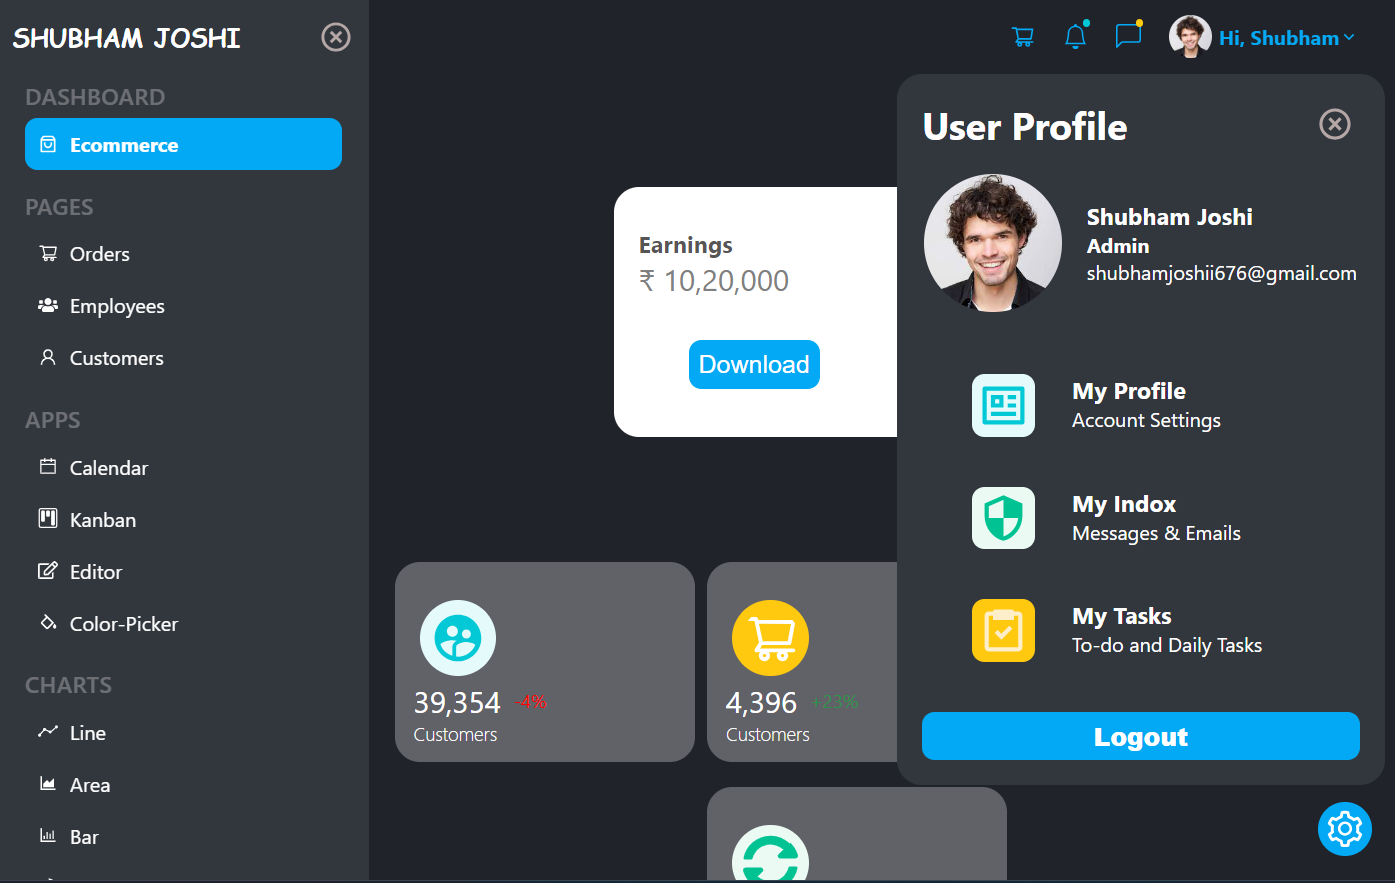 SHUBHAM JOSHI
DASHBOARD
Ecommerce
PAGES
Orders
Employees
Customers
APPS
Calendar
Kanban
Editor
Color-Picker
CHARTS
Line
Area
Bar
Hi, Shubham
Earnings
₹ 10,20,000
Download
39,354 -4%
Customers
4,396 +23%
Customers
User Profile
Shubham Joshi
Admin
shubhamjoshii676@gmail.com
My Profile
Account Settings
My Indox
Messages & Emails
My Tasks
To-do and Daily Tasks
Logout